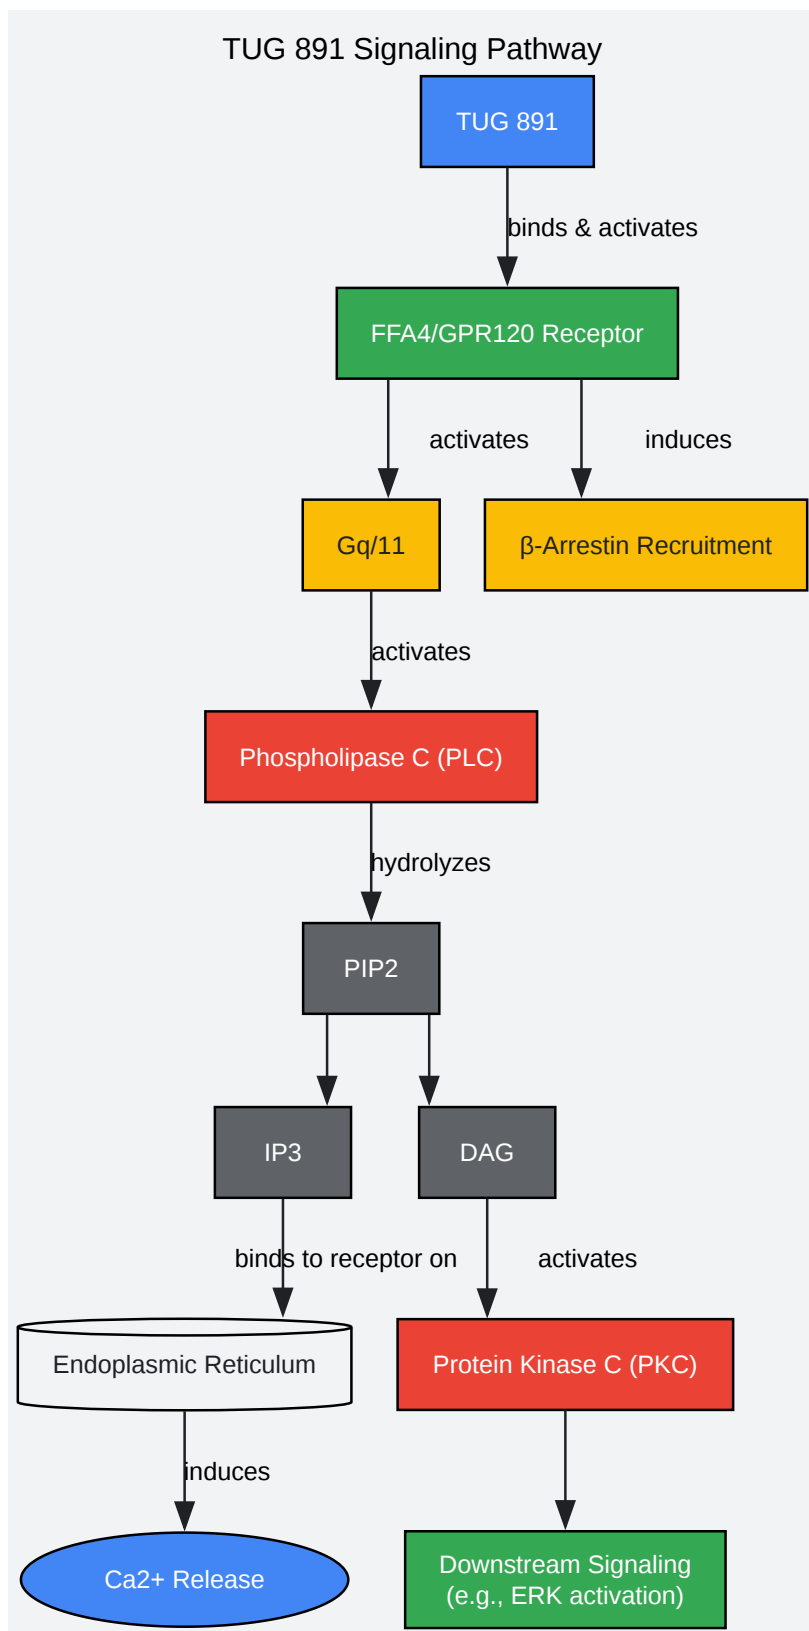 TUG 891 Signaling Pathway
TUG 891
binds & activates
FFA4/GPR120 Receptor
activates
induces
Gq/11
β-Arrestin Recruitment
activates
Phospholipase C (PLC)
hydrolyzes
PIP2
IP3
DAG
binds to receptor on
activates
Endoplasmic Reticulum
Protein Kinase C (PKC)
induces
Ca2+ Release
Downstream Signaling
(e.g., ERK activation)